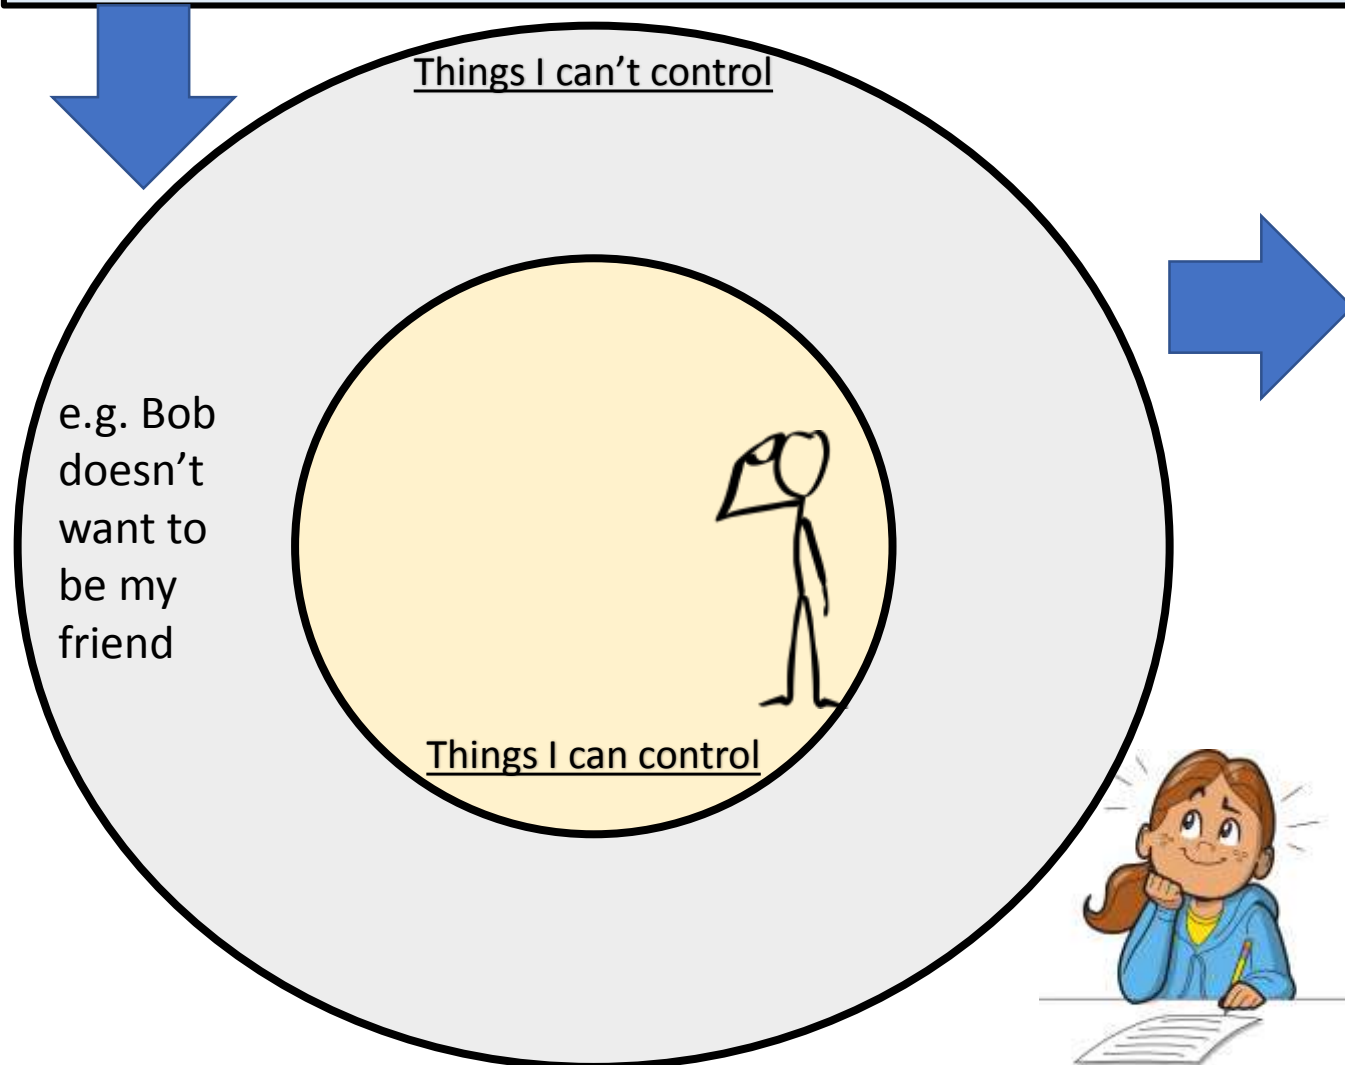 Things I can’t control
e.g. Bob
doesn’t
want to
be my
friend
Things I can control